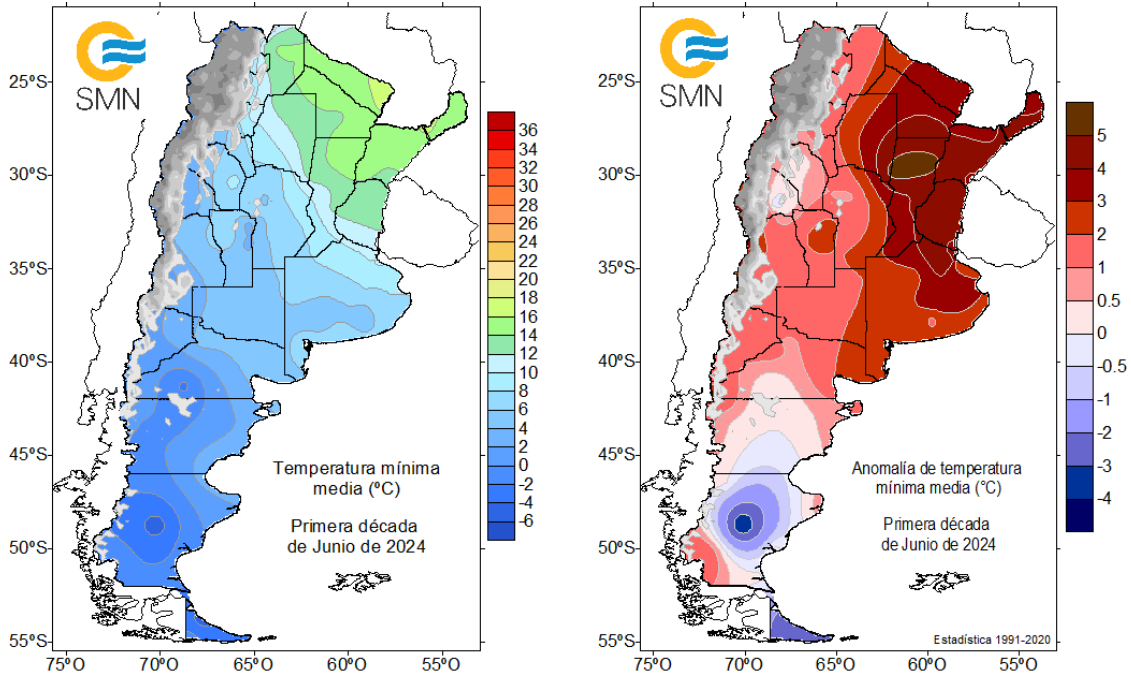 SMN
25°S
30°S
35°S
40°S
45°S
50°S
55°S
75°O
70°O
65°O
60°O
55°O
36
34
32
30
28
26
24
22
20
18
16
14
12
10
8
6
4
2
0
-2
-4
-6
Temperatura mínima
media (ºC)
Primera década
de Junio de 2024
SMN
25°S
30°S
35°S
40°S
45°S
50°S
55°S
75°O
70°O
65°O
60°O
55°O
5
4
3
2
1
0.5
0
-0.5
-1
-2
-3
-4
Anomalía de temperatura
mínima media (°C)
Primera década
de Junio de 2024
Estadística 1991-2020